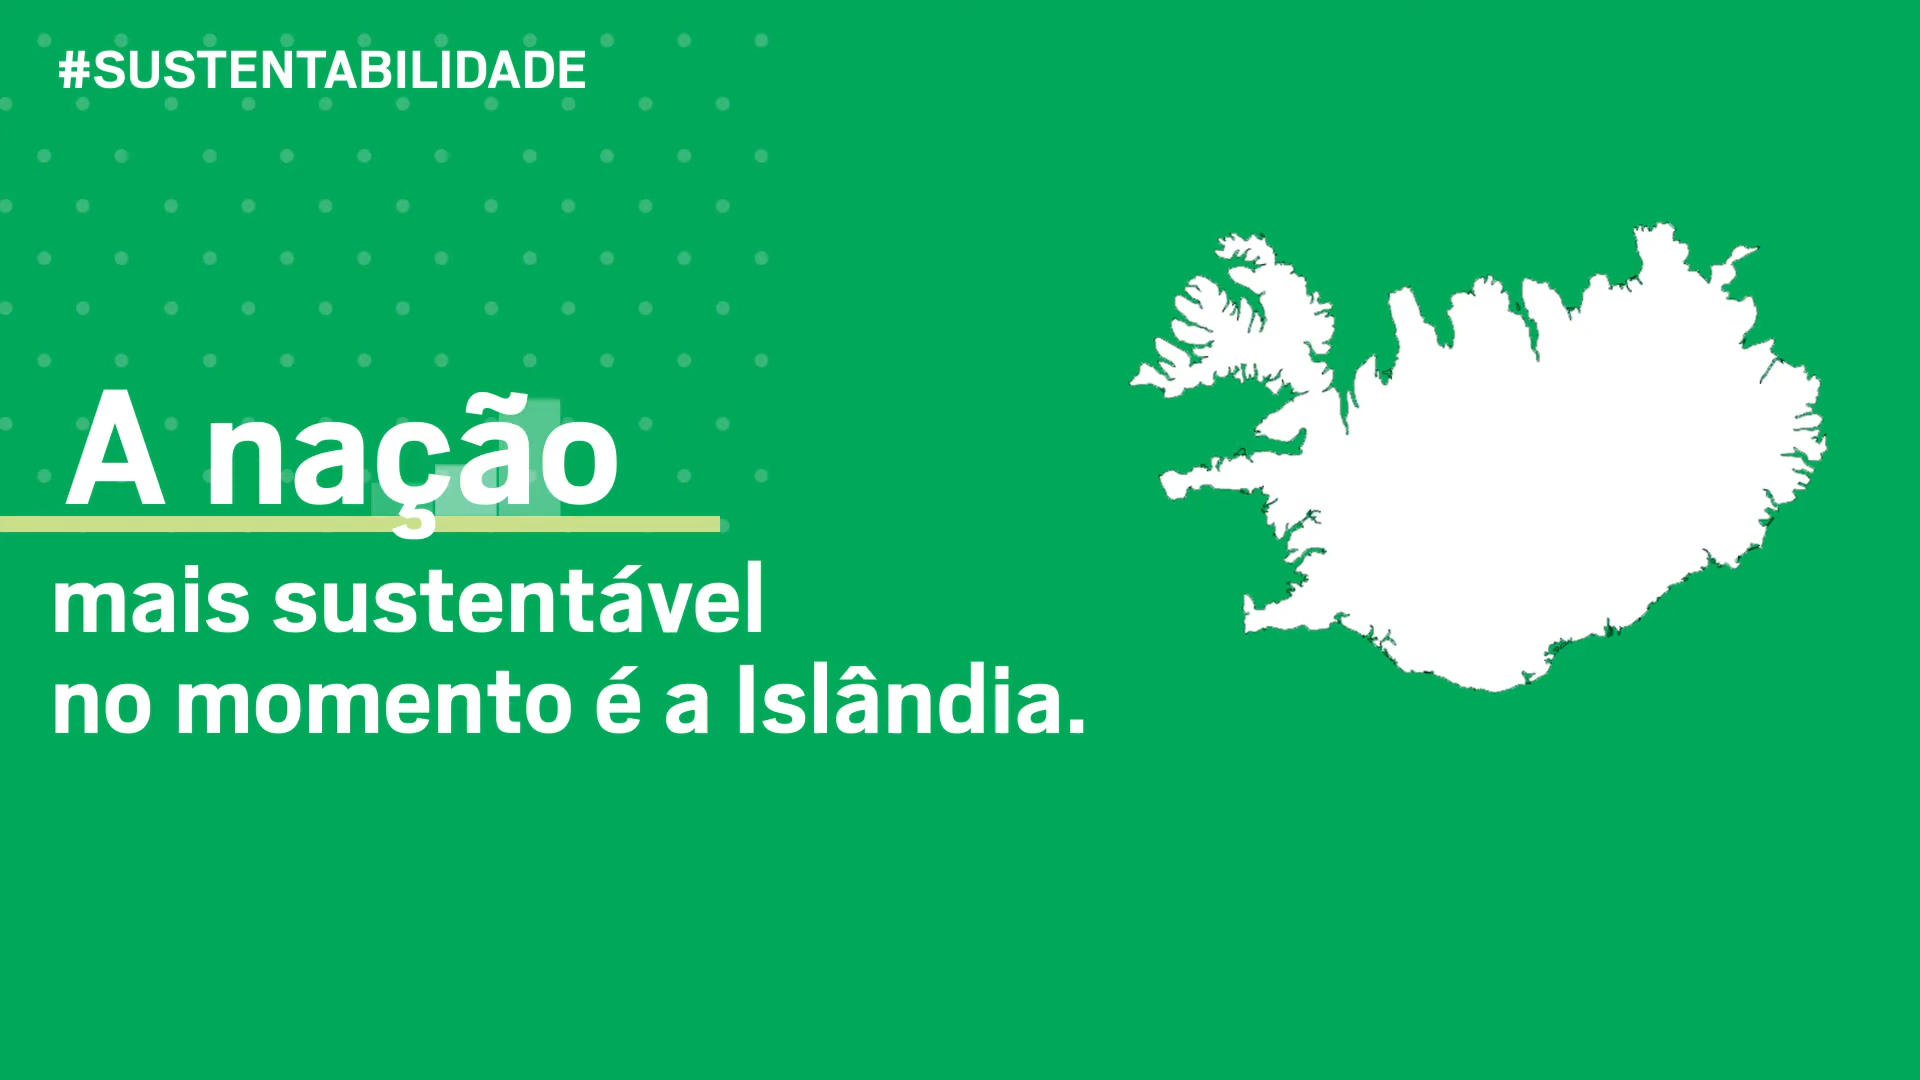 #SUSTENTABILIDADE
A nação
mais sustentável
no momento é a Islândia.